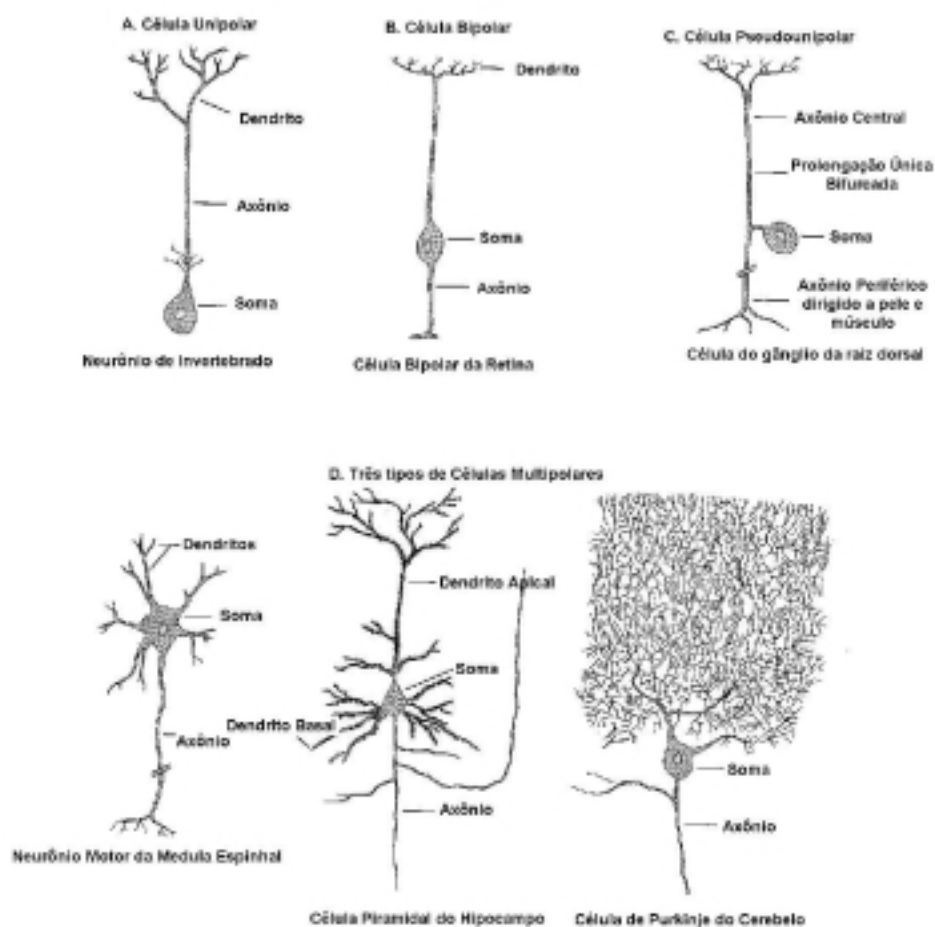 A. Célula Unipolar
Dendrito
Axônio
Soma
Neurônio de Invertebrado
B. Célula Bipolar
Dendrito
Soma
Axônio
Célula Bipolar da Retina
C. Célula Pseudounipolar
Axônio Central
Prolongação Única
Bifurcada
Soma
Axônio Periférico
dirigido a pele e
músculo
Célula do gânglio da raiz dorsal
D. Três tipos de Células Multipolares
Dendritos
Soma
Axônio
Neurônio Motor da Medula Espinhal
Dendrito Apical
Soma
Dendrito Basal
Axônio
Célula Piramidal do Hipocampo
Soma
Axônio
Célula de Purkinje do Cerebelo